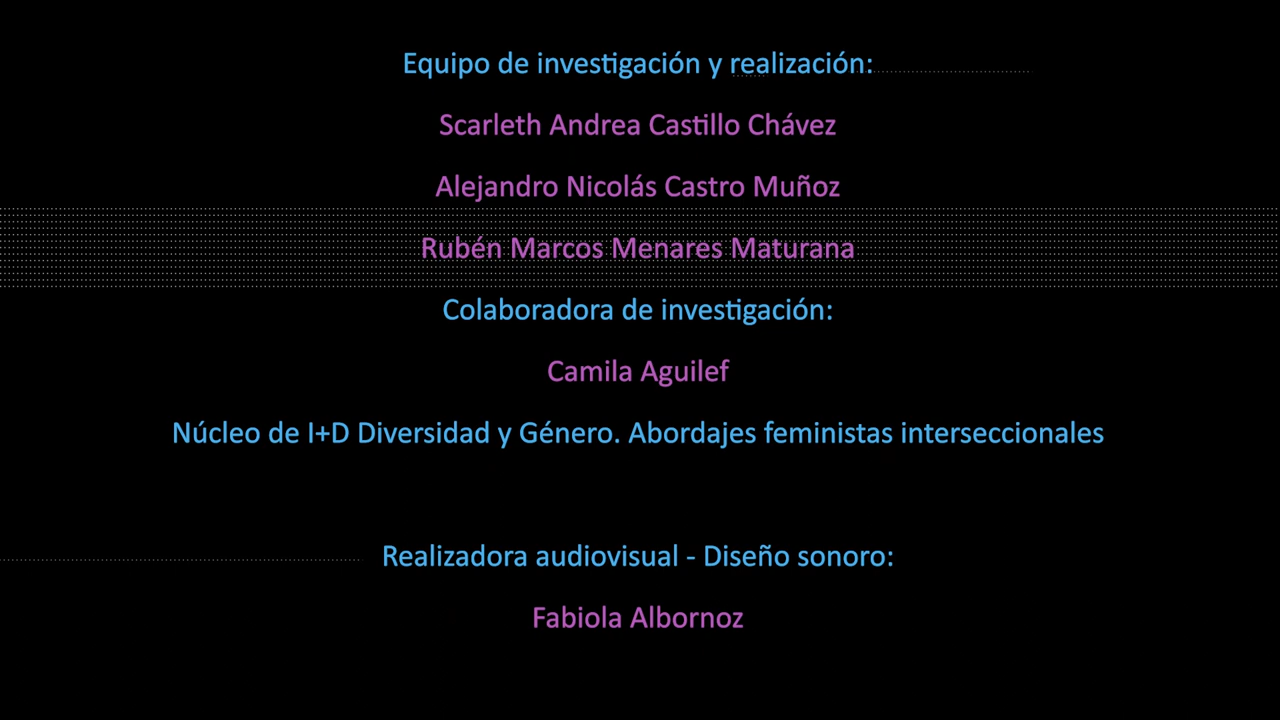 Equipo de investigación y realización:
Scarleth Andrea Castillo Chávez
Alejandro Nicolás Castro Muñoz
Rubén Marcos Menares Maturana
Colaboradora de investigación:
Camila Aguilef
Núcleo de I+D Diversidad y Género. Abordajes feministas interseccionales
Realizadora audiovisual - Diseño sonoro:
Fabiola Albornoz